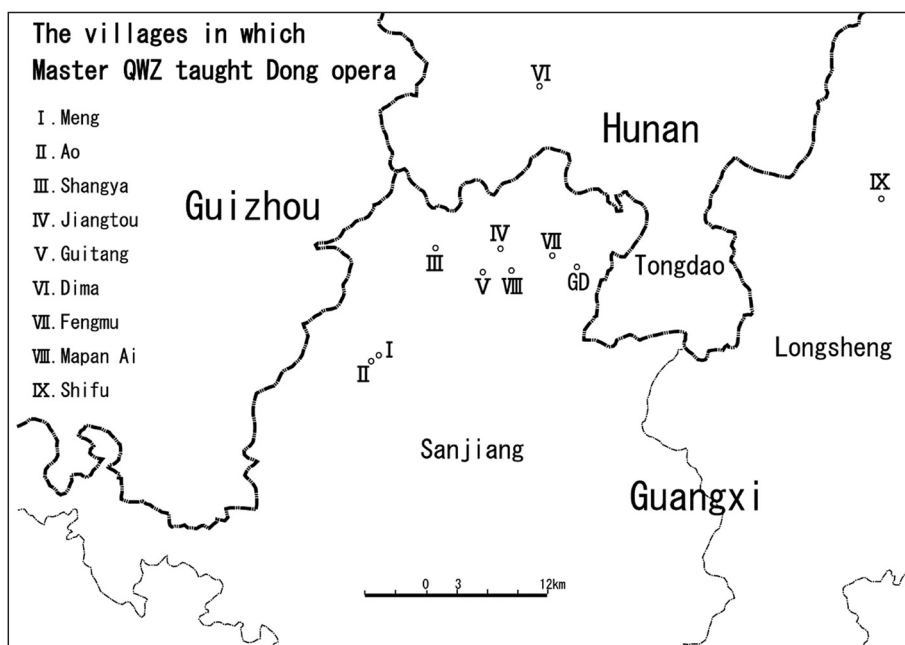 The villages in which
Master QWZ taught Dong opera
Ⅰ. Meng
Ⅱ. Ao
Ⅲ. Shangya
Ⅳ. Jiangtou
Ⅴ. Guitang
Ⅵ. Dima
Ⅶ. Fengmu
Ⅷ. Mapan Ai
Ⅸ. Shifu
Ⅵ
Hunan
Ⅸ
Guizhou
Ⅳ
Ⅶ
Ⅲ
Ⅴ
Ⅷ
GD
Tongdao
Ⅰ
Ⅱ
Longsheng
Sanjiang
Guangxi
0 3 12km